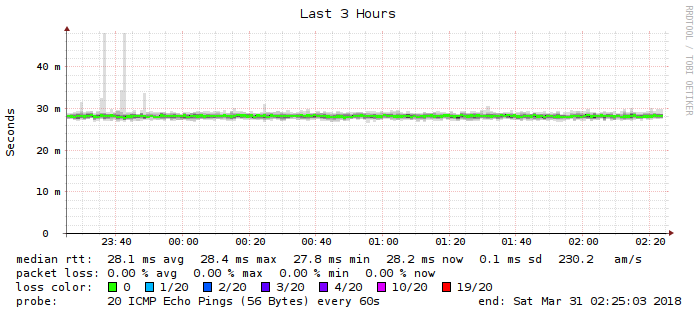 Last 3 Hours
RRDTOOL / TOBI OETIKER
Seconds
40 m
30 m
20 m
10 m
0
23:40 00:00 00:20 00:40 01:00 01:20 01:40 02:00 02:20
median rtt: 28.1 ms avg 28.4 ms max 27.8 ms min 28.2 ms now 0.1 ms sd 230.2 am/s
packet loss: 0.00 % avg 0.00 % max 0.00 % min 0.00 % now
loss color: 0 1/20 2/20 3/20 4/20 10/20 19/20
probe: 20 ICMP Echo Pings (56 Bytes) every 60s end: Sat Mar 31 02:25:03 2018